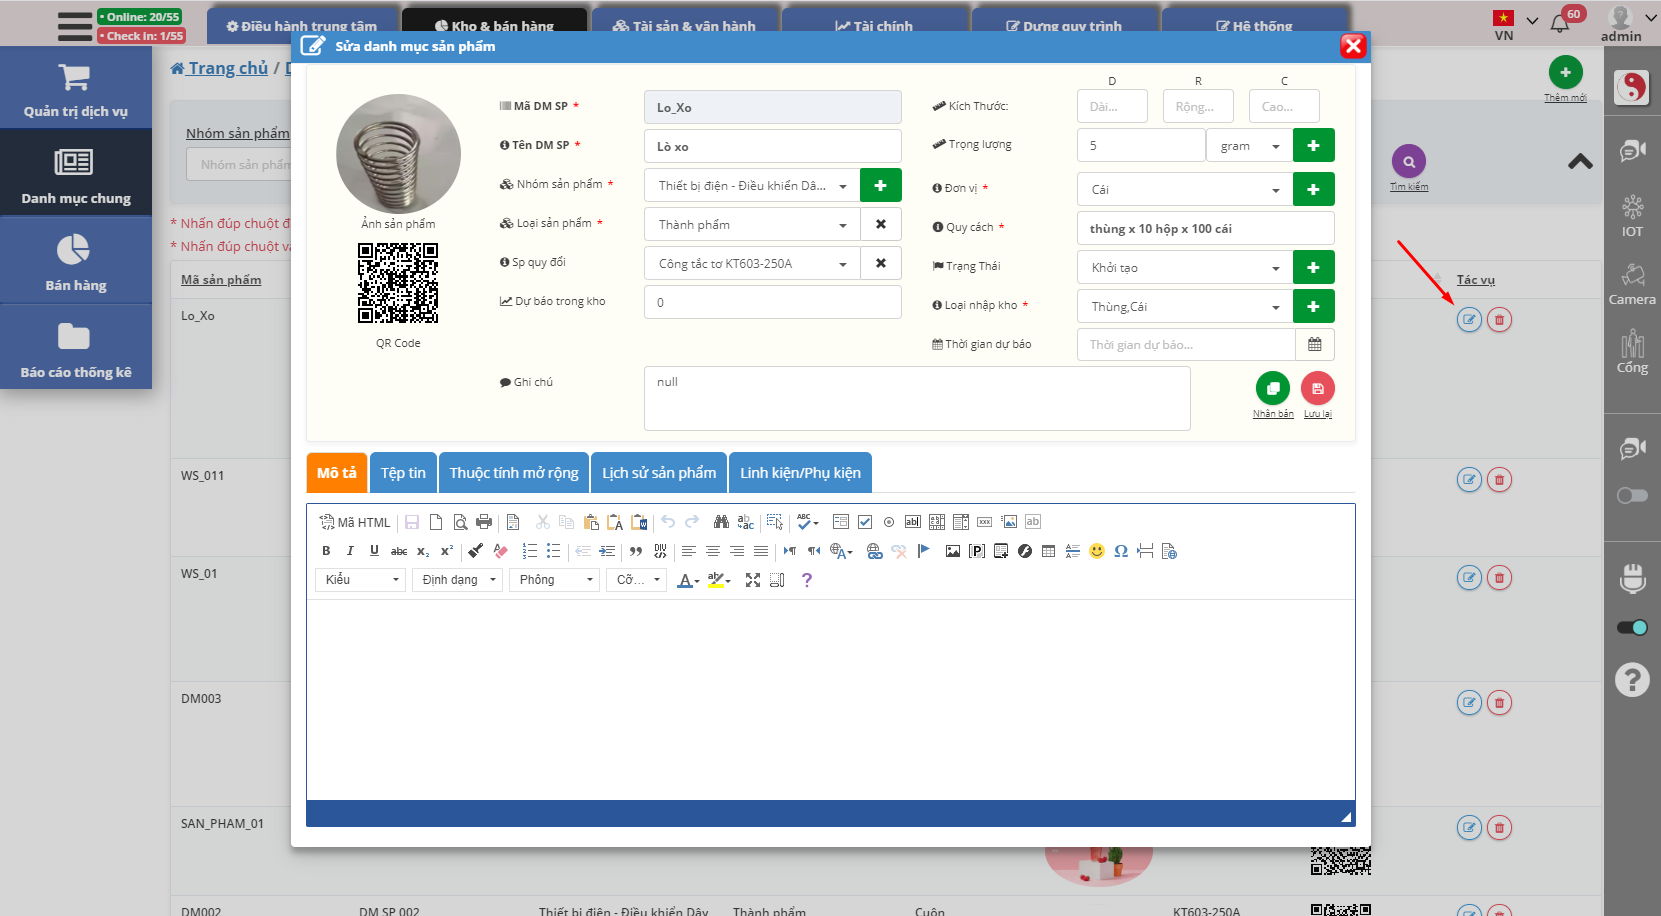 Online: 20/55
Check in: 1/55
Điều hành trung tâm
Kho & bán hàng
Tài sản & vận hành
Tài chính
Dựng quy trình
Hệ thống
VN
60
admin
Quản trị dịch vụ
Danh mục chung
Bán hàng
Báo cáo thống kê
Trang chủ /
Thêm mới
Nhóm sản phẩm
Nhóm sản phẩm
Tìm kiếm
* Nhấn đúp chuột
* Nhấn đúp chuột
Mã sản phẩm
Tác vụ
Lo_Xo
WS_011
WS_01
DM003
SAN_PHAM_01
DM002
DM SP 002
Thiết bị điện - Điều khiển Dây
Thành phẩm
Cuộn
KT603-250A
IOT
Camera
Cổng
Sửa danh mục sản phẩm
Ảnh sản phẩm
QR Code
Mã DM SP *
Lo_Xo
Tên DM SP *
Lò xo
Nhóm sản phẩm *
Thiết bị điện - Điều khiển Dâ...
Loại sản phẩm *
Thành phẩm
Sp quy đổi
Công tắc tơ KT603-250A
Dự báo trong kho
0
D R C
Kích Thước:
Dài...
Rộng...
Cao...
Trọng lượng
5
gram
Đơn vị *
Cái
Quy cách *
thùng x 10 hộp x 100 cái
Trạng Thái
Khởi tạo
Loại nhập kho *
Thùng,Cái
Thời gian dự báo
Thời gian dự báo...
Ghi chú
null
Nhân bản
Lưu lại
Mô tả
Tệp tin
Thuộc tính mở rộng
Lịch sử sản phẩm
Linh kiện/Phụ kiện
Mã HTML
Kiểu
Định dạng
Phông
Cỡ...